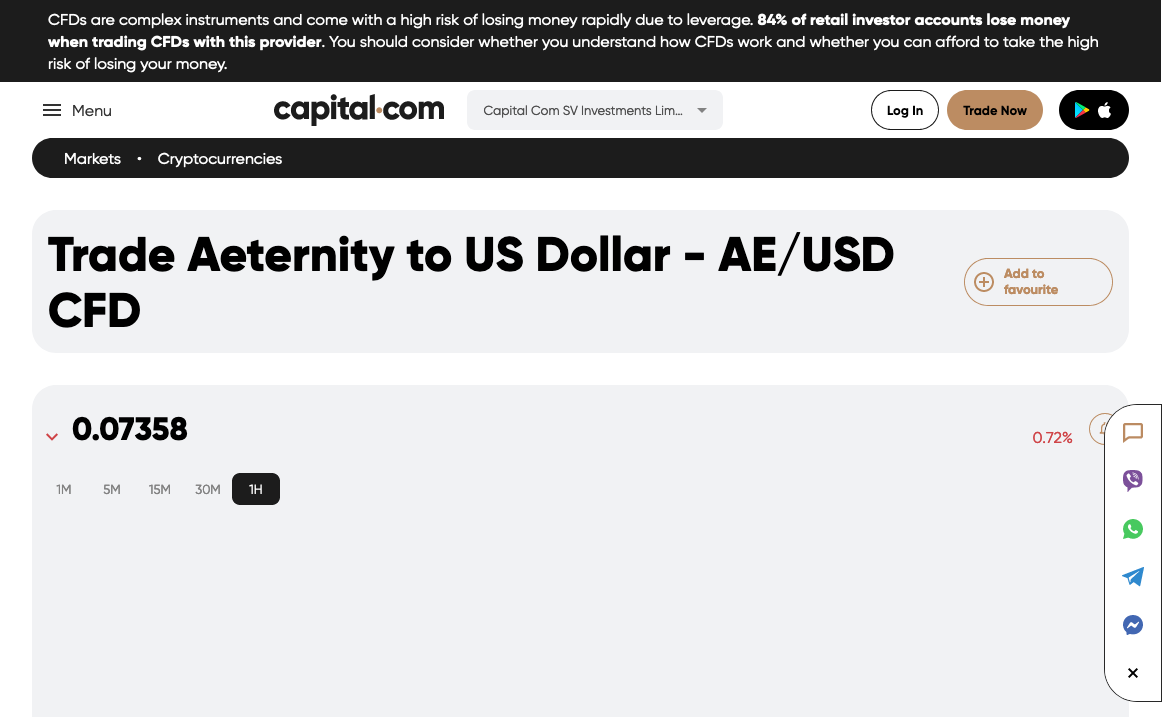 CFDs are complex instruments and come with a high risk of losing money rapidly due to leverage. 84% of retail investor accounts lose money
when trading CFDs with this provider. You should consider whether you understand how CFDs work and whether you can afford to take the high
risk of losing your money.
Menu
capital.com
Capital Com SV Investments Lim...
Log In
Trade Now
Markets • Cryptocurrencies
Trade Aeternity to US Dollar - AE/USD
CFD
Add to
favourite
0.07358
0.72%
1M 5M 15M 30M 1H